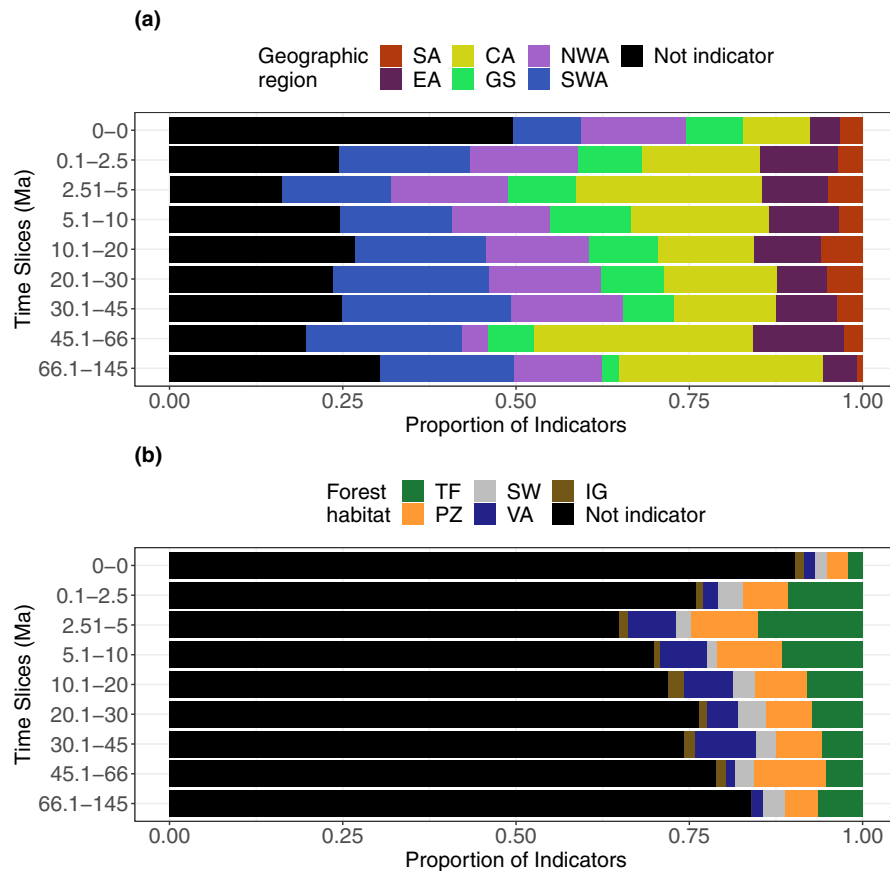 (a)
Geographic region SA CA NWA Not indicator
EA GS SWA
Time Slices (Ma)
0–0
0.1–2.5
2.51–5
5.1–10
10.1–20
20.1–30
30.1–45
45.1–66
66.1–145
0.00 0.25 0.50 0.75 1.00
Proportion of Indicators
(b)
Forest habitat TF SW IG
PZ VA Not indicator
Time Slices (Ma)
0–0
0.1–2.5
2.51–5
5.1–10
10.1–20
20.1–30
30.1–45
45.1–66
66.1–145
0.00 0.25 0.50 0.75 1.00
Proportion of Indicators